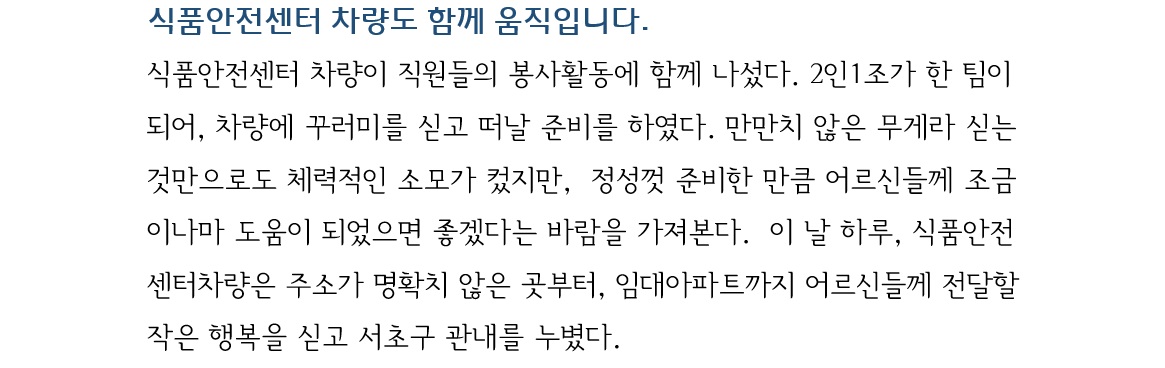 식품안전센터 차량도 함께 움직입니다.
식품안전센터 차량이 직원들의 봉사활동에 함께 나섰다. 2인1조가 한 팀이
되어, 차량에 꾸러미를 싣고 떠날 준비를 하였다. 만만치 않은 무게라 싣는
것만으로도 체력적인 소모가 컸지만, 정성껏 준비한 만큼 어르신들께 조금
이나마 도움이 되었으면 좋겠다는 바람을 가져본다. 이 날 하루, 식품안전
센터차량은 주소가 명확치 않은 곳부터, 임대아파트까지 어르신들께 전달할
작은 행복을 싣고 서초구 관내를 누볐다.